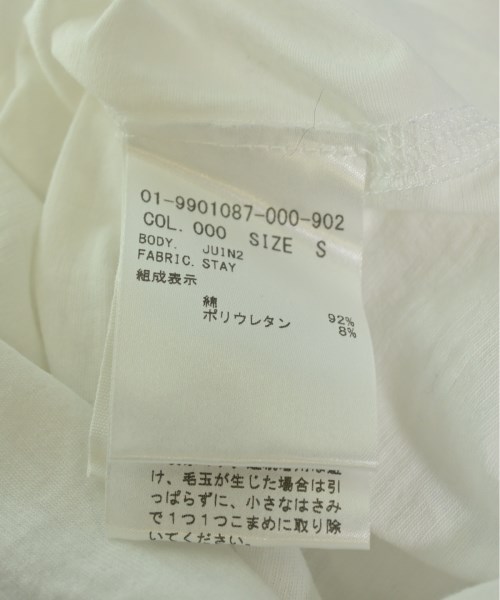 01-9901087-000-902
COL. 000 SIZE S
BODY. JUIN2
FABRIC. STAY
組成表示
綿 92%
ポリウレタン 8%
け、毛玉が生じた場合は引
っぱらずに、小さなはさみ
で1つ1つこまめに取り除
いてください。